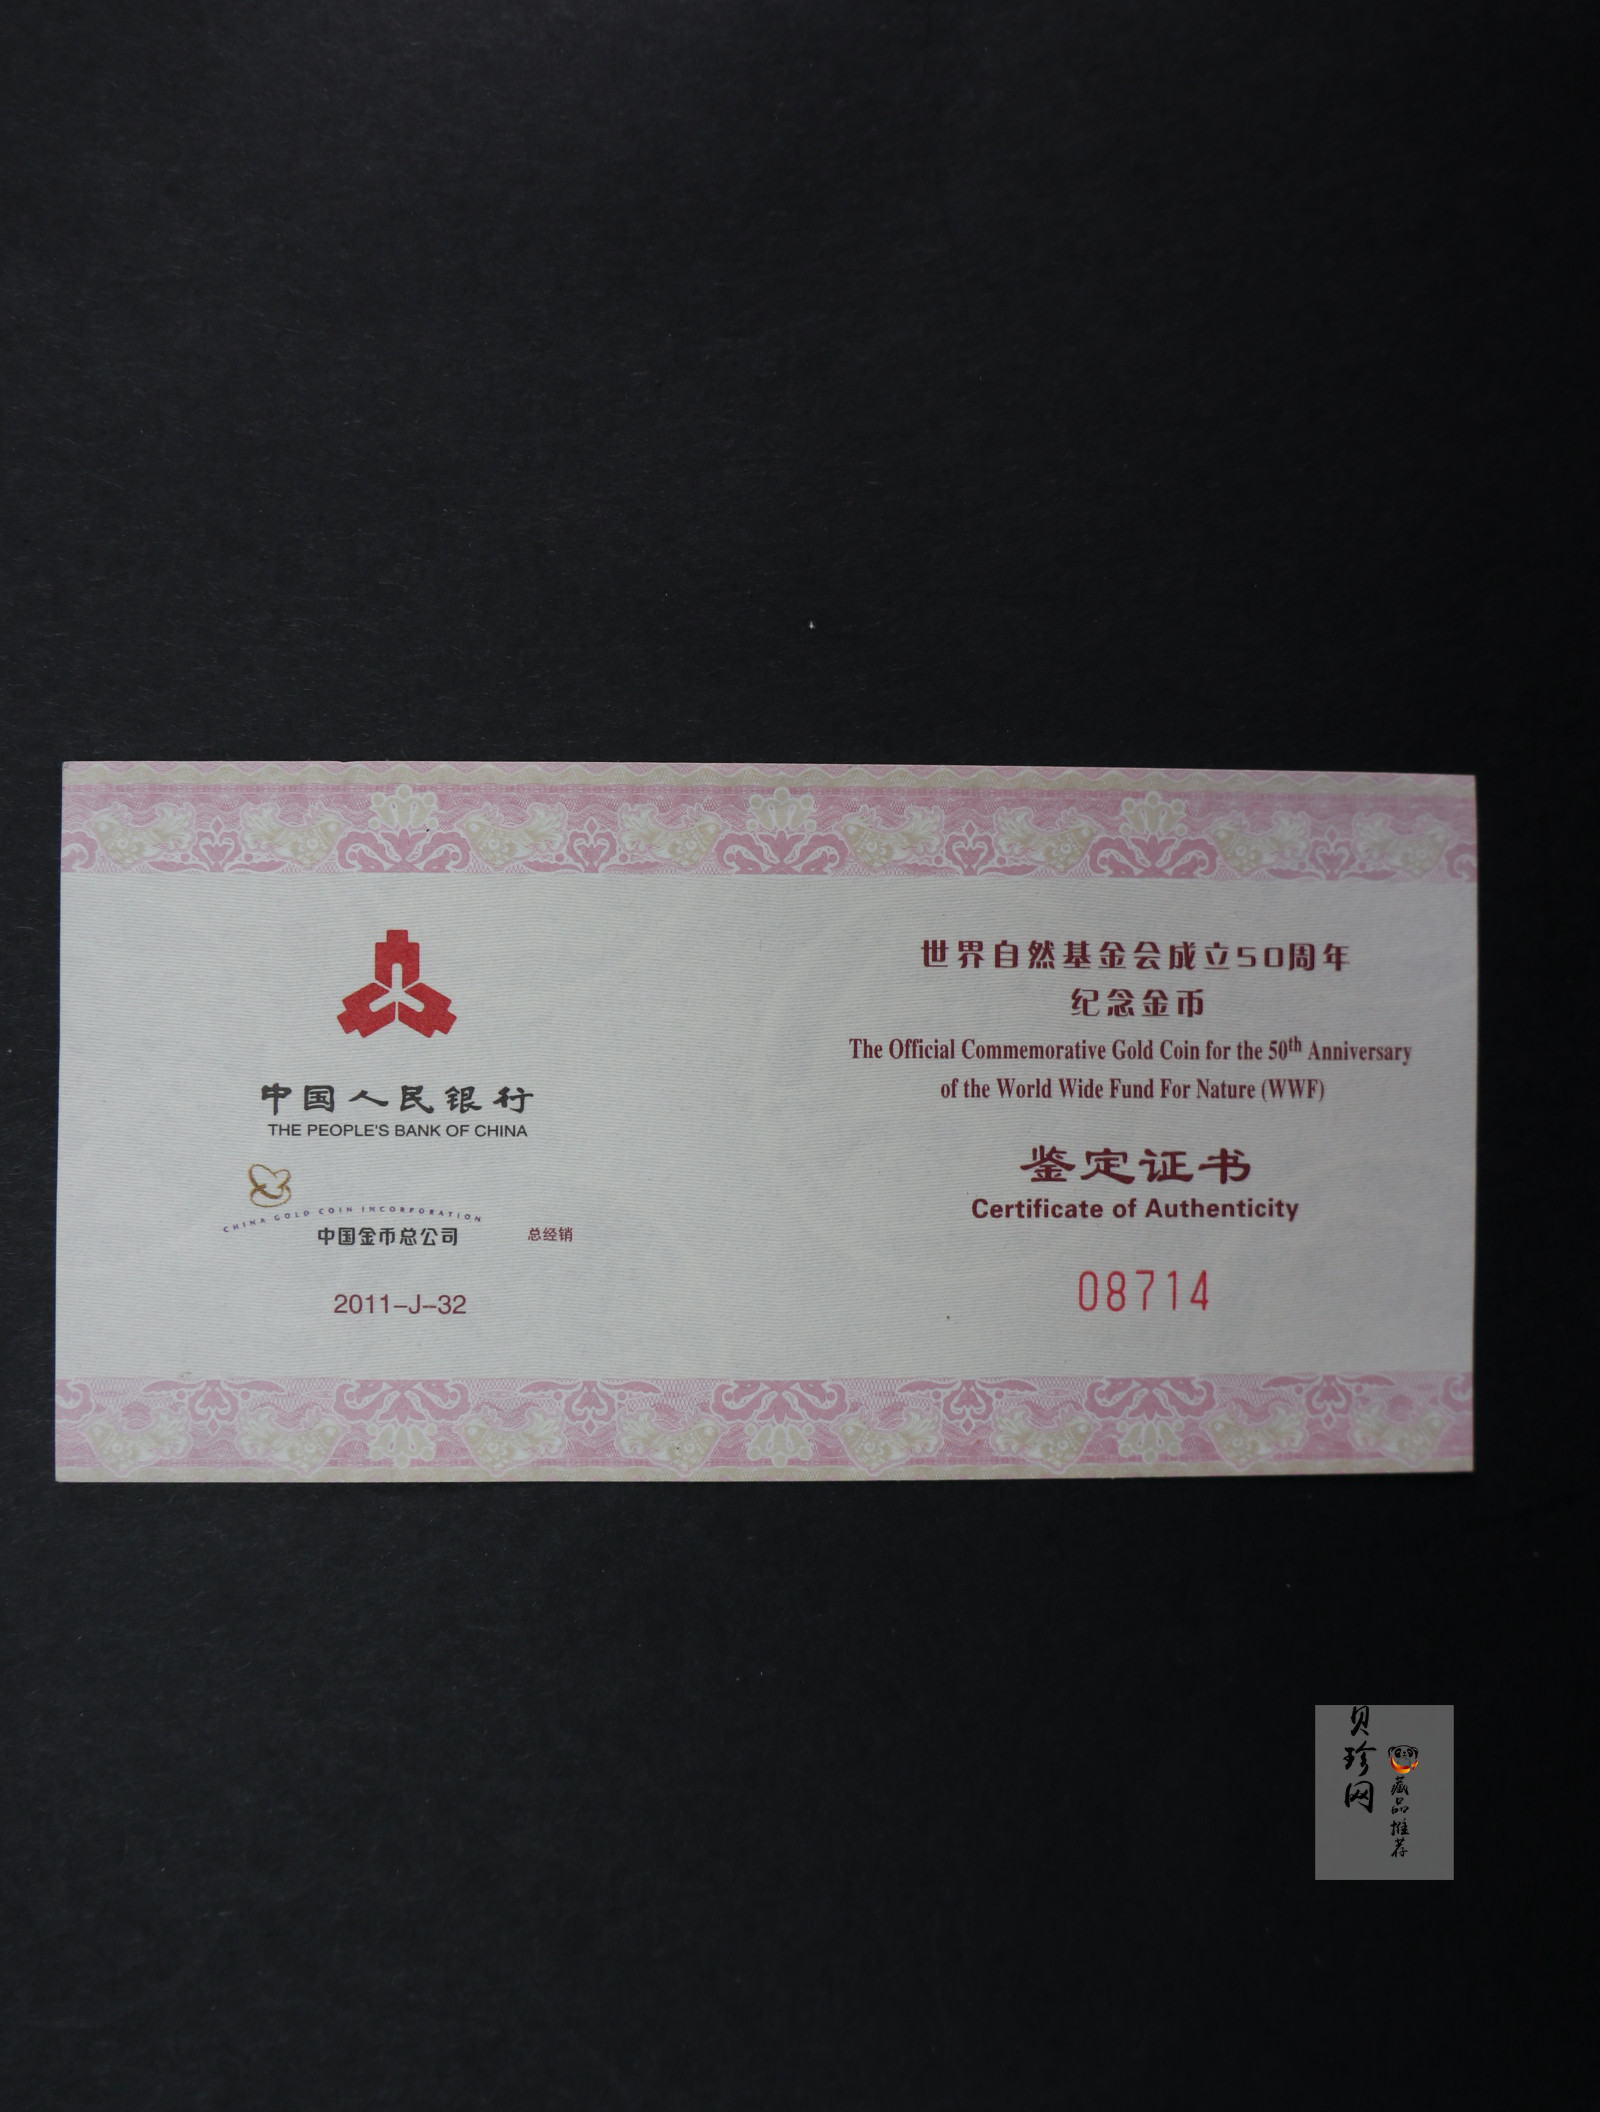 中国人民银行
THE PEOPLE'S BANK OF CHINA
CHINA GOLD COIN INCORPORATION
中国金币总公司 总经销
2011-J-32
世界自然基金会成立50周年
纪念金币
The Official Commemorative Gold Coin for the 50th Anniversary
of the World Wide Fund For Nature (WWF)
鉴定证书
Certificate of Authenticity
08714
贝珍网
藏品推荐